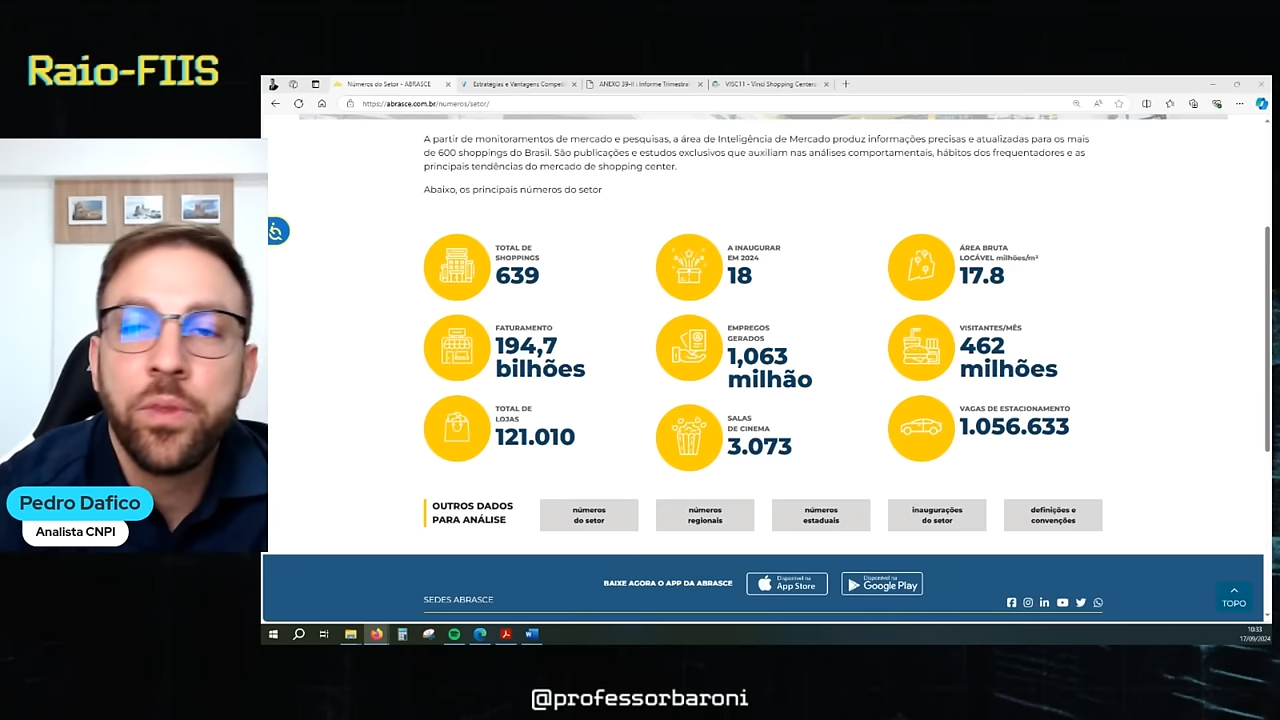 Raio-FIIS
Números do Setor - ABRASCE
Estratégias e Vantagens Competi
ANEXO 39-II : Informe Trimestral
VISC11 – Vinci Shopping Centers
https://abrasce.com.br/numeros/setor/
A partir de monitoramentos de mercado e pesquisas, a área de Inteligência de Mercado produz informações precisas e atualizadas para os mais
de 600 shoppings do Brasil. São publicações e estudos exclusivos que auxiliam nas análises comportamentais, hábitos dos frequentadores e as
principais tendências do mercado de shopping center.
Abaixo, os principais números do setor
TOTAL DE
SHOPPINGS
639
A INAUGURAR
EM 2024
18
ÁREA BRUTA
LOCÁVEL milhões/m²
17.8
FATURAMENTO
194,7
bilhões
EMPREGOS
GERADOS
1,063
milhão
VISITANTES/MÊS
462
milhões
TOTAL DE
LOJAS
121.010
SALAS
DE CINEMA
3.073
VAGAS DE ESTACIONAMENTO
1.056.633
OUTROS DADOS
PARA ANÁLISE
números
do setor
números
regionais
números
estaduais
inaugurações
do setor
definições e
convenções
BAIXE AGORA O APP DA ABRASCE
Disponível na
App Store
Disponível na
Google Play
SEDES ABRASCE
TOPO
10:33
17/09/2024
Pedro Dafico
Analista CNPI
@professorbaroni